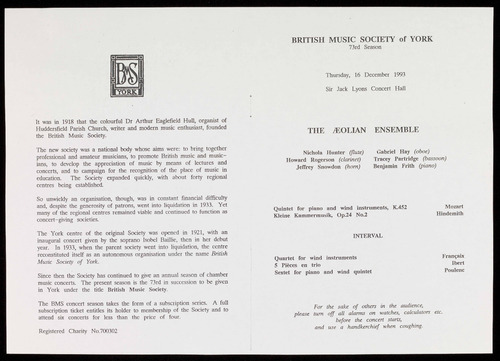 BMS
YORK
It was in 1918 that the colourful Dr Arthur Eaglefield Hull, organist of
Huddersfield Parish Church, writer and modern music enthusiast, founded
the British Music Society.
The new society was a national body whose aims were: to bring together
professional and amateur musicians, to promote British music and music-
ians, to develop the appreciation of music by means of lectures and
concerts, and to campaign for the recognition of the place of music in
education. The Society expanded quickly, with about forty regional
centres being established.
So unwieldy an organisation, though, was in constant financial difficulty
and, despite the generosity of patrons, went into liquidation in 1933. Yet
many of the regional centres remained viable and continued to function as
concert-giving societies.
The York centre of the original Society was opened in 1921, with an
inaugural concert given by the soprano Isobel Baillie, then in her debut
year. In 1933, when the parent society went into liquidation, the centre
reconstituted itself as an autonomous organisation under the name British
Music Society of York.
Since then the Society has continued to give an annual season of chamber
music concerts. The present season is the 73rd in succession to be given
in York under the title British Music Society.
The BMS concert season takes the form of a subscription series. A full
subscription ticket entitles its holder to membership of the Society and to
attend six concerts for less than the price of four.
Registered Charity No.700302
BRITISH MUSIC SOCIETY of YORK
73rd Season
Thursday, 16 December 1993
Sir Jack Lyons Concert Hall
THE ÆOLIAN ENSEMBLE
Nichola Hunter (flute) Gabriel Hay (oboe)
Howard Rogerson (clarinet) Tracey Partridge (bassoon)
Jeffrey Snowdon (horn) Benjamin Frith (piano)
Quintet for piano and wind instruments, K.452 Mozart
Kleine Kammermusik, Op.24 No.2 Hindemith
INTERVAL
Quartet for wind instruments Françaix
5 Pièces en trio Ibert
Sextet for piano and wind quintet Poulenc
For the sake of others in the audience,
please turn off all alarms on watches, calculators etc.
before the concert starts,
and use a handkerchief when coughing.